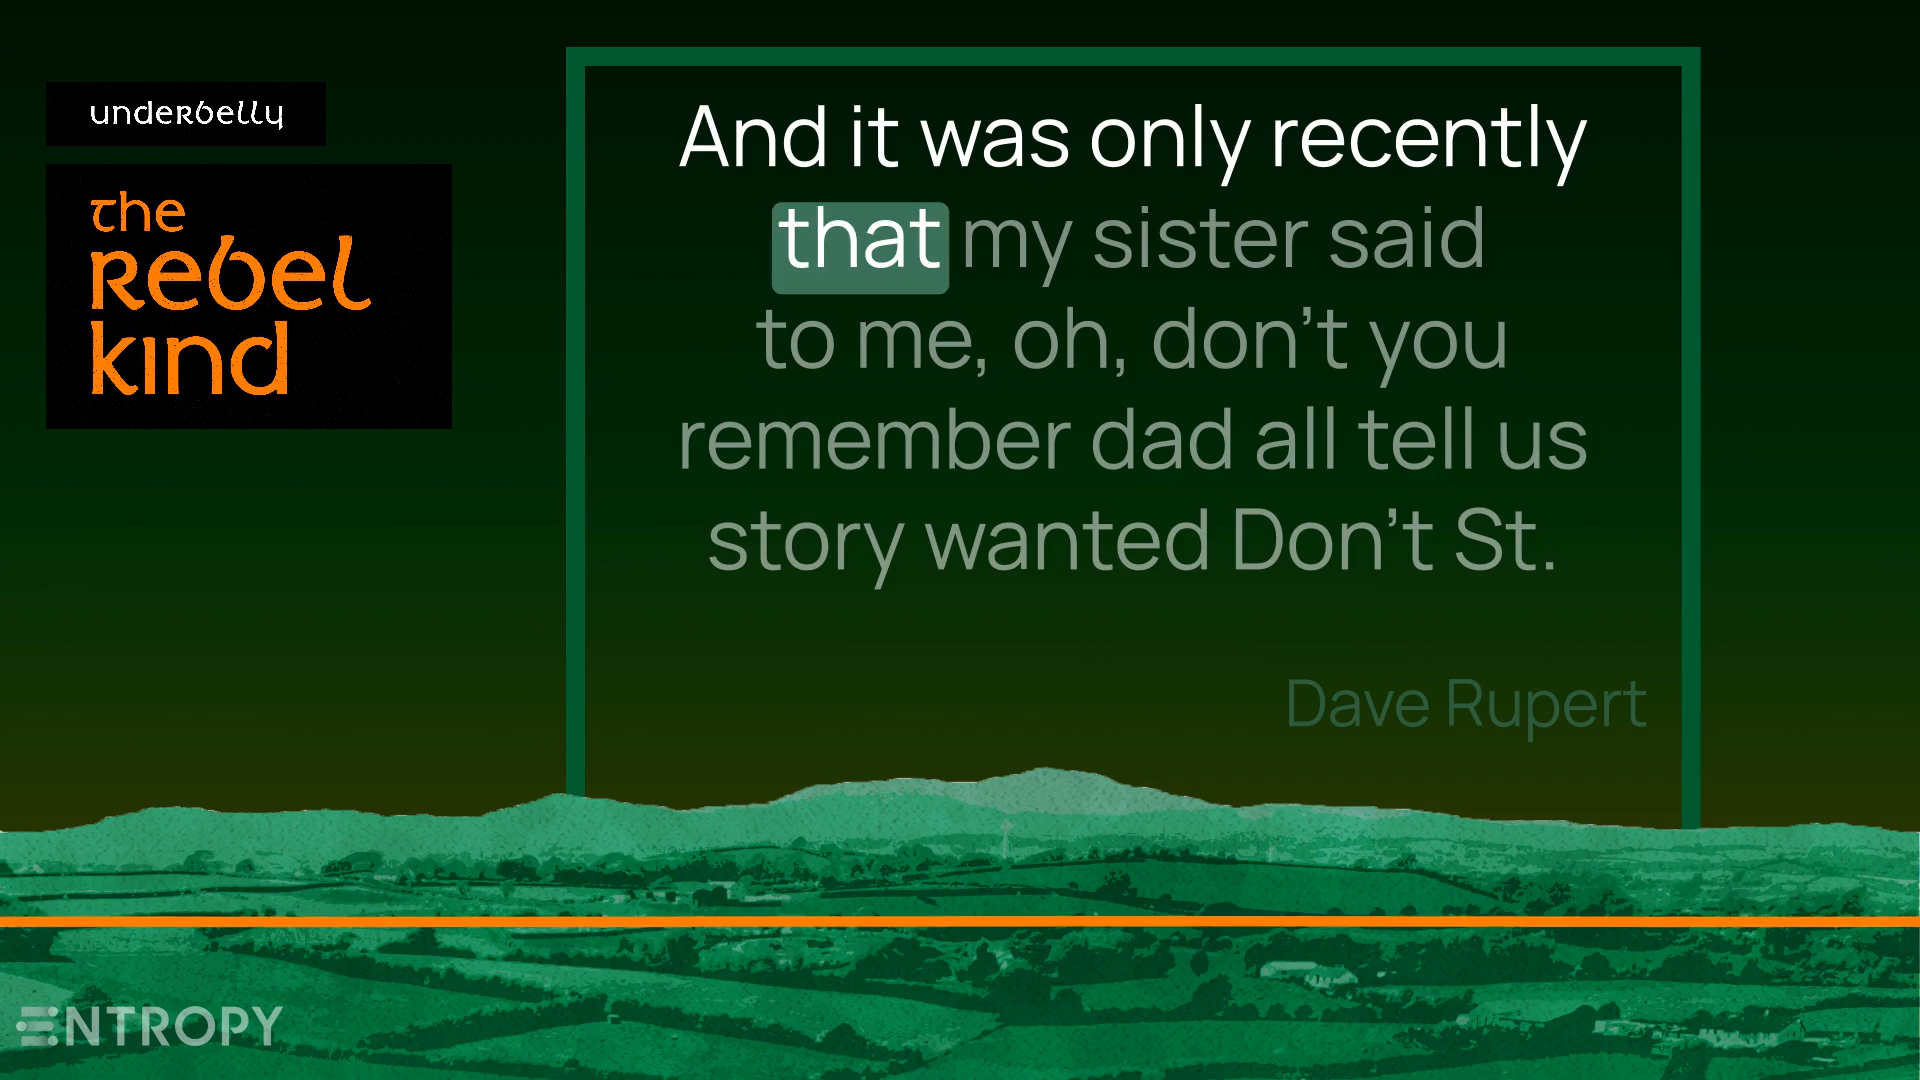 underbelly
the
Rebel
kind
And it was only recently
that my sister said
to me, oh, don’t you
remember dad all tell us
story wanted Don’t St.
Dave Rupert
ENTROPY